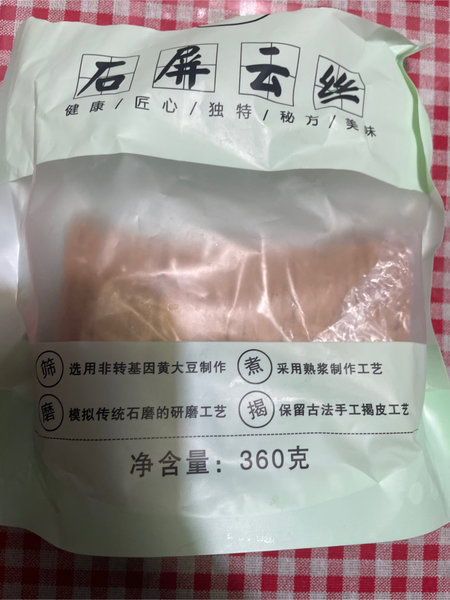 石屏云丝
健康/匠心/独特/秘方/美味
筛 选用非转基因黄大豆制作
煮 采用熟浆制作工艺
磨 模拟传统石磨的研磨工艺
揭 保留古法手工揭皮工艺
净含量：360克